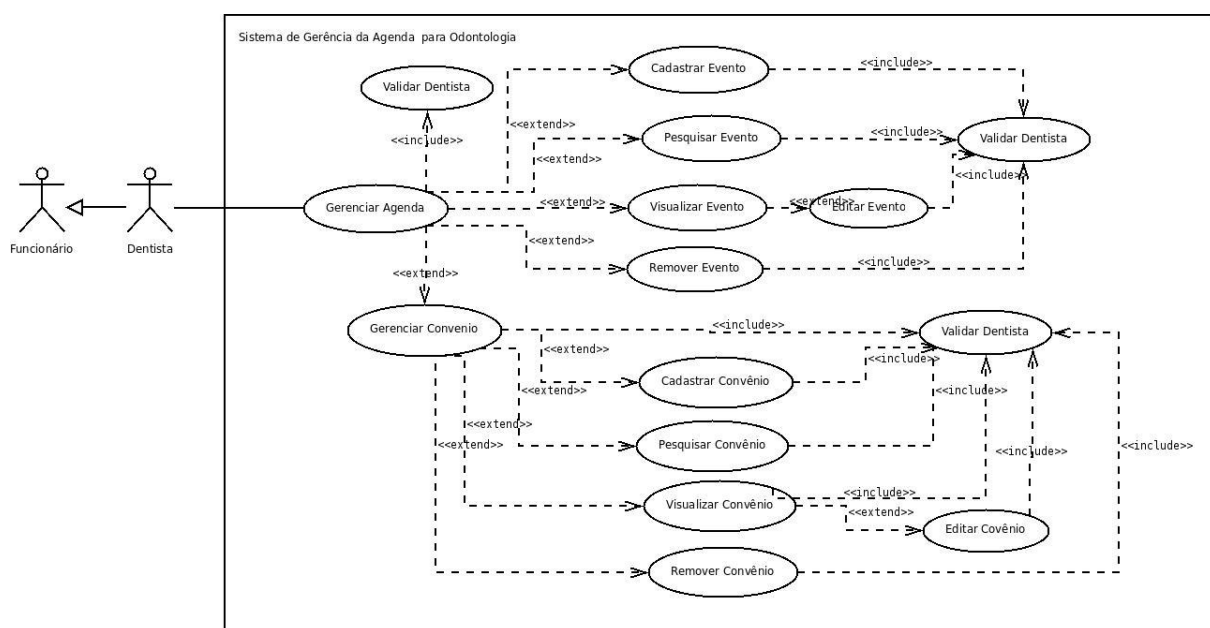 Sistema de Gerência da Agenda para Odontologia
Cadastrar Evento
<<include>>
Validar Dentista
<<extend>>
<<include>>
Pesquisar Evento
<<include>>
Validar Dentista
<<extend>>
<<include>>
Gerenciar Agenda
<<extend>>
Visualizar Evento
<<extend>>
Editar Evento
Funcionário
Dentista
<<extend>>
Remover Evento
<<include>>
<<extend>>
Gerenciar Convenio
<<include>>
Validar Dentista
<<extend>>
<<include>>
Cadastrar Convênio
<<extend>>
<<include>>
<<extend>>
<<extend>>
Pesquisar Convênio
<<include>>
<<include>>
<<include>>
Visualizar Convênio
<<extend>>
Editar Covênio
Remover Convênio